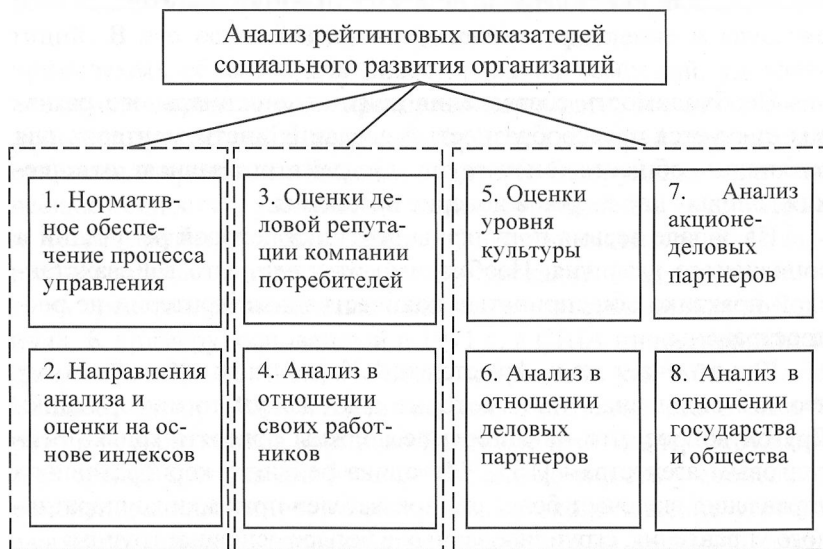 Анализ рейтинговых показателей
социального развития организаций
1. Норматив-
ное обеспе-
чение процесса
управления
2. Направления
анализа и
оценки на ос-
нове индексов
3. Оценки де-
ловой репута-
ции компании
потребителей
4. Анализ в
отношении
своих работ-
ников
5. Оценки
уровня
культуры
6. Анализ в
отношении
деловых
партнеров
7. Анализ
акционе-
деловых
партнеров
8. Анализ в
отношении
государства
и общества